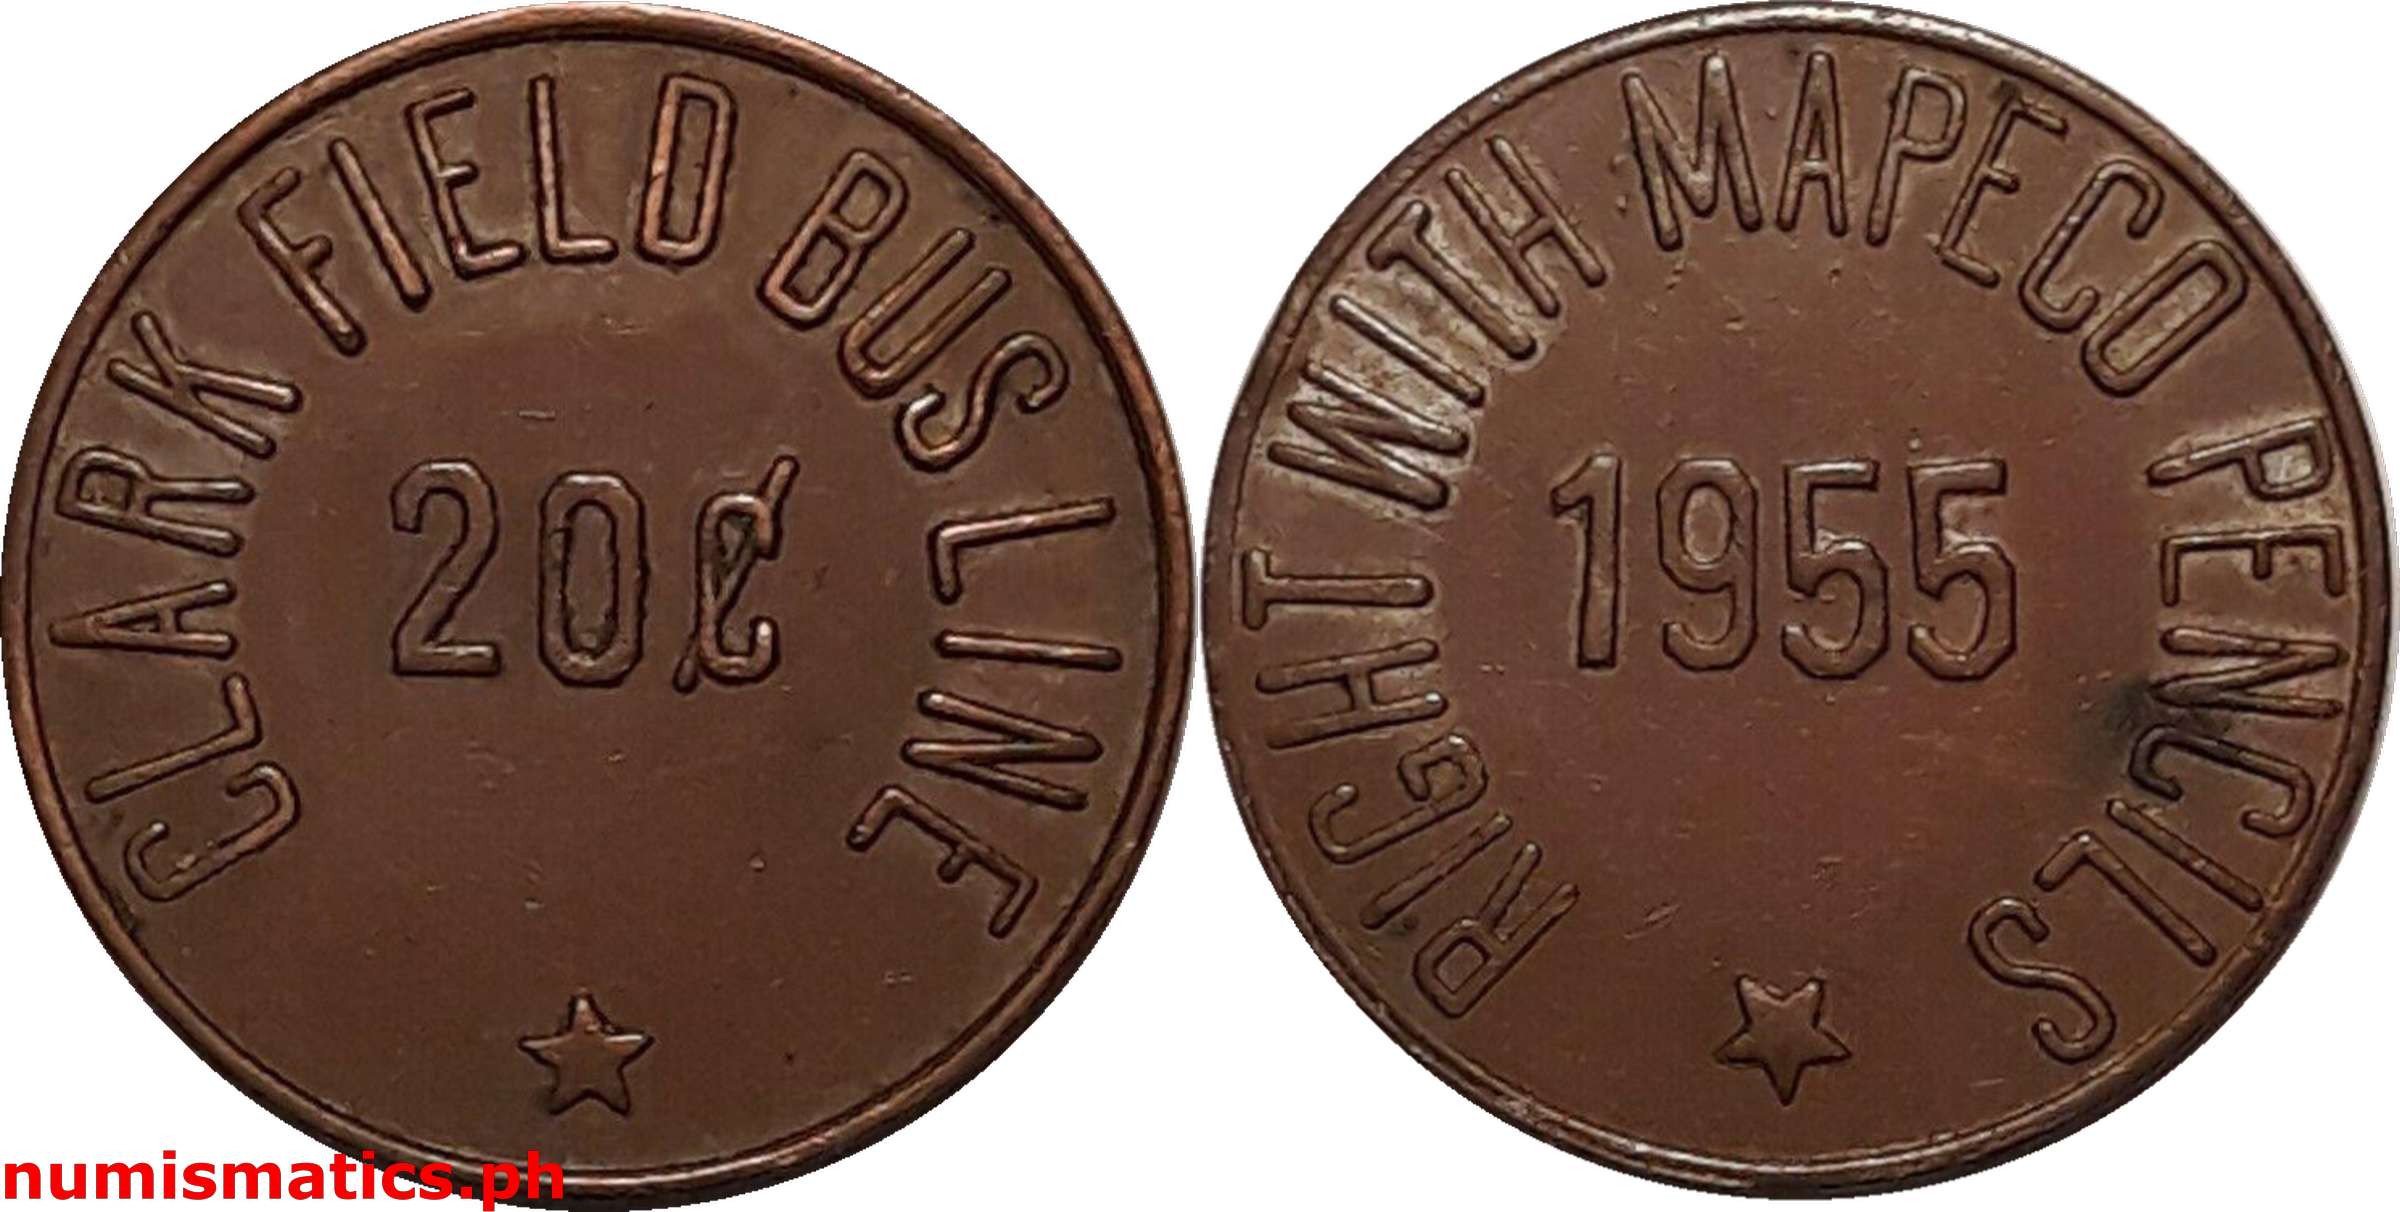 CLARK FIELD BUS LINE
20¢
RIGHT WITH MAPECO PENCILS
1955
numismatics.ph